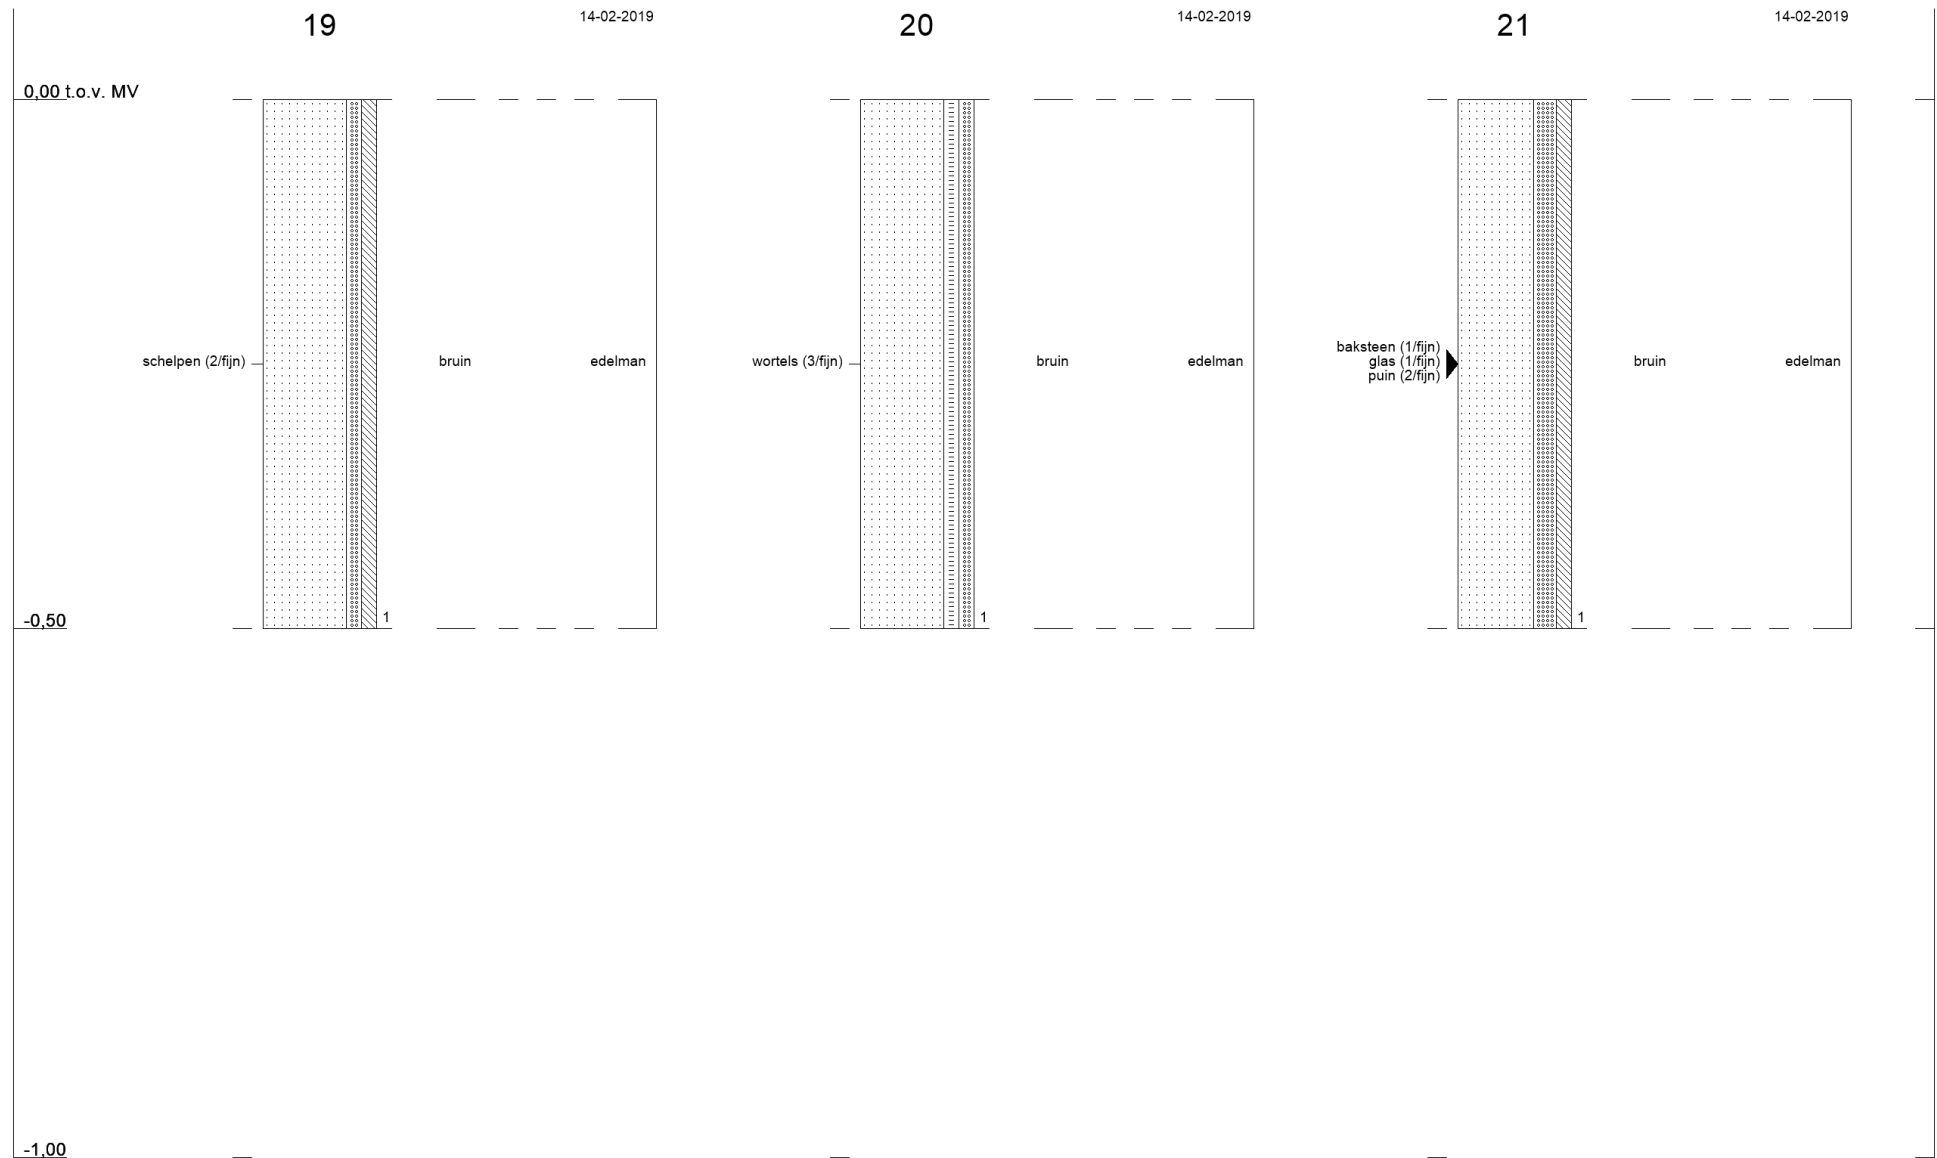 19
14-02-2019
20
14-02-2019
21
14-02-2019
0,00 t.o.v. MV
schelpen (2/fijn)
bruin
edelman
wortels (3/fijn)
bruin
edelman
baksteen (1/fijn)
glas (1/fijn)
puin (2/fijn)
bruin
edelman
1
1
1
-0,50
-1,00